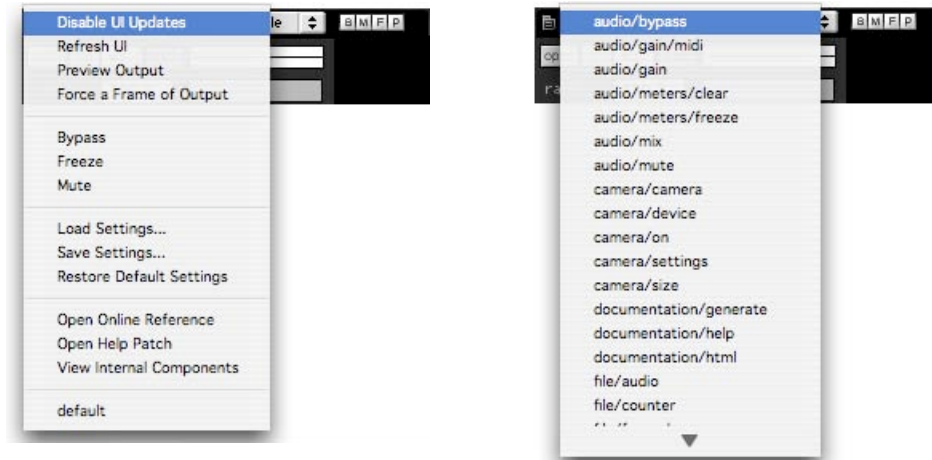 Disable UI Updates
le
B M F P
Refresh UI
Preview Output
Force a Frame of Output
Bypass
Freeze
Mute
Load Settings...
Save Settings...
Restore Default Settings
Open Online Reference
Open Help Patch
View Internal Components
default
audio/bypass
B M F P
audio/gain/midi
op
audio/gain
ra
audio/meters/clear
audio/meters/freeze
audio/mix
audio/mute
camera/camera
camera/device
camera/on
camera/settings
camera/size
documentation/generate
documentation/help
documentation/html
file/audio
file/counter